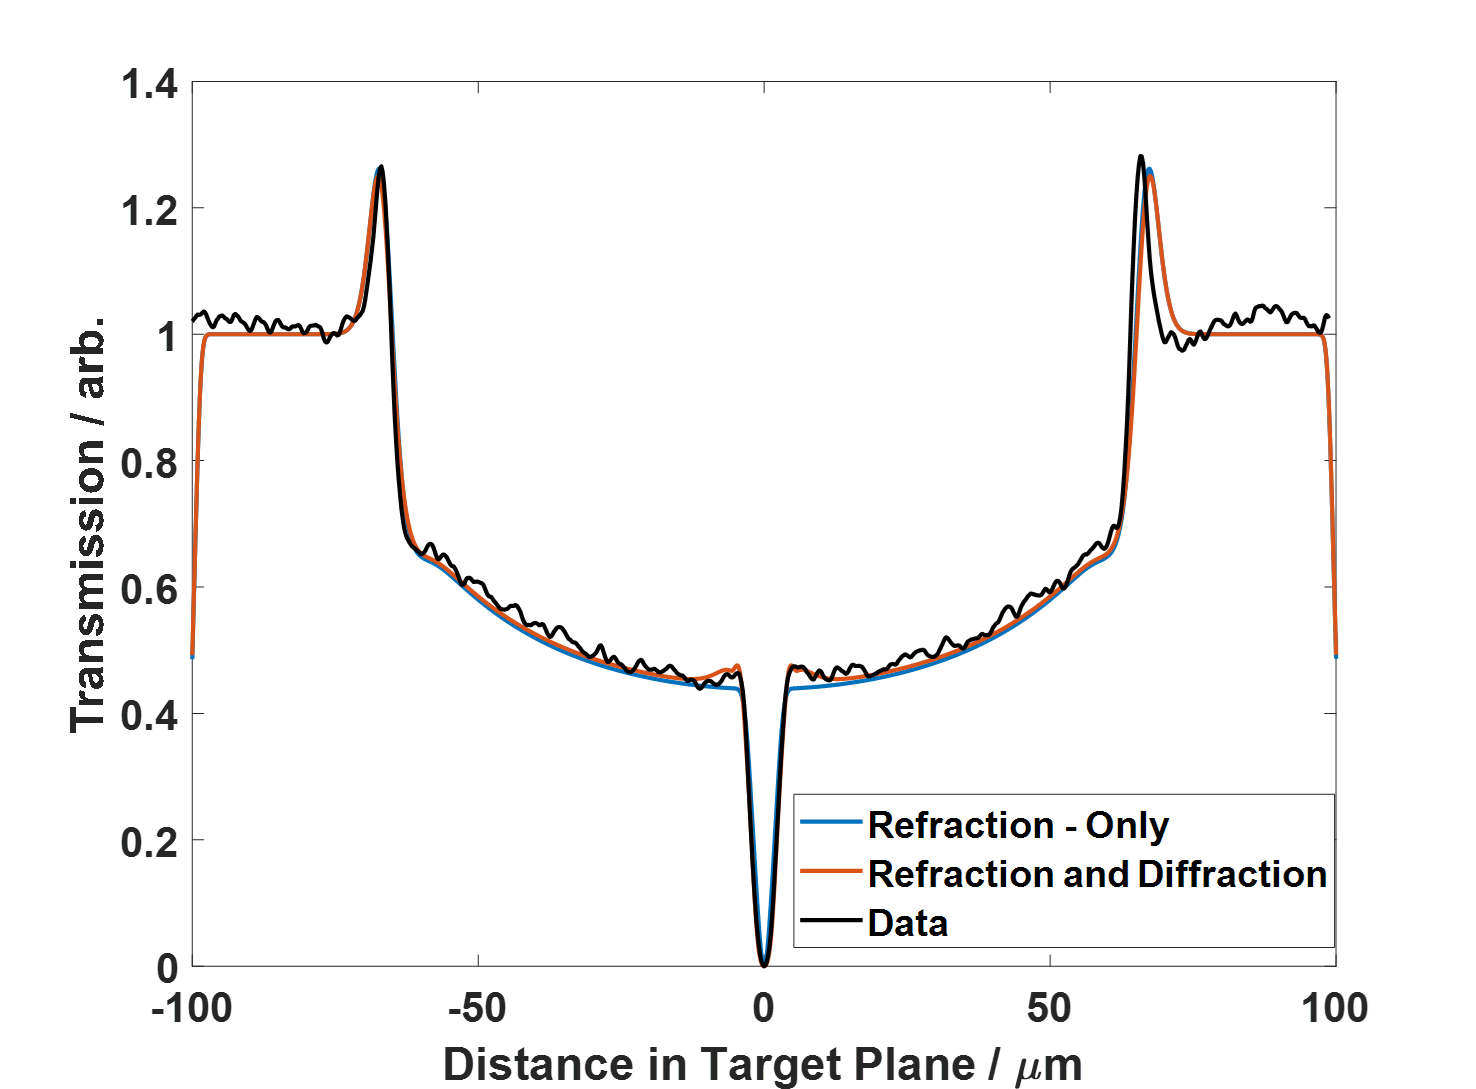 1.4
1.2
1
0.8
0.6
0.4
0.2
0
-100
-50
0
50
100
Transmission / arb.
Distance in Target Plane / μm
Refraction - Only
Refraction and Diffraction
Data